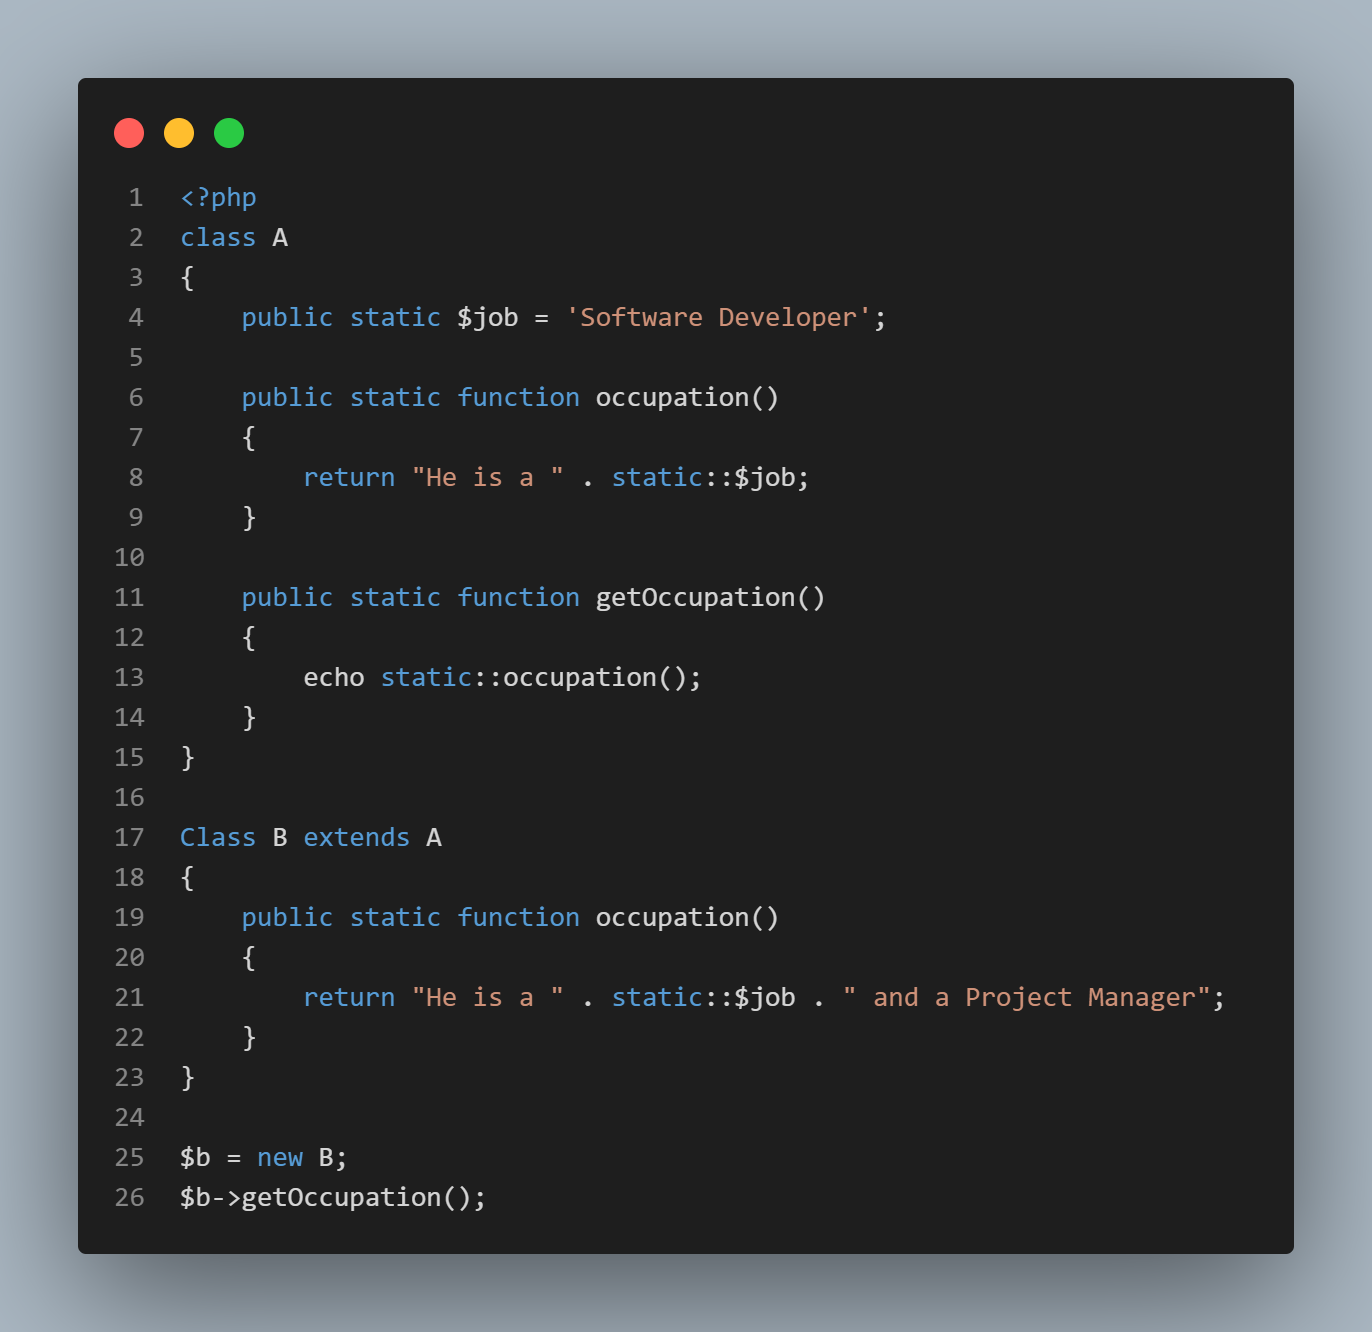 1 <?php
2 class A
3 {
4     public static $job = 'Software Developer';
5
6     public static function occupation()
7     {
8         return "He is a " . static::$job;
9     }
10
11     public static function getOccupation()
12     {
13         echo static::occupation();
14     }
15 }
16
17 Class B extends A
18 {
19     public static function occupation()
20     {
21         return "He is a " . static::$job . " and a Project Manager";
22     }
23 }
24
25 $b = new B;
26 $b->getOccupation();